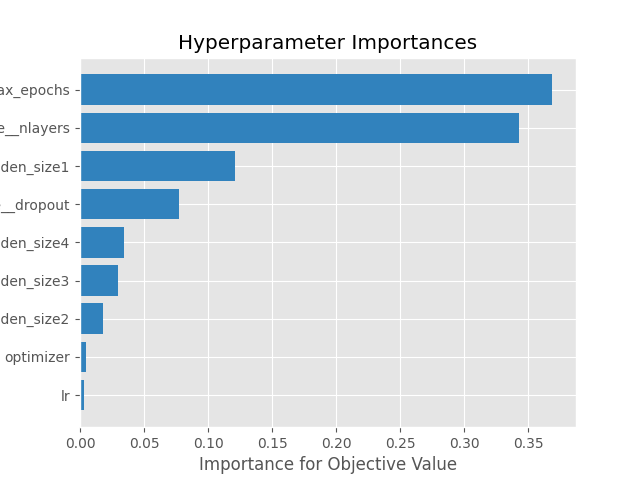 Hyperparameter Importances
ax_epochs
e__nlayers
den_size1
__dropout
den_size4
den_size3
den_size2
optimizer
lr
0.00 0.05 0.10 0.15 0.20 0.25 0.30 0.35
Importance for Objective Value